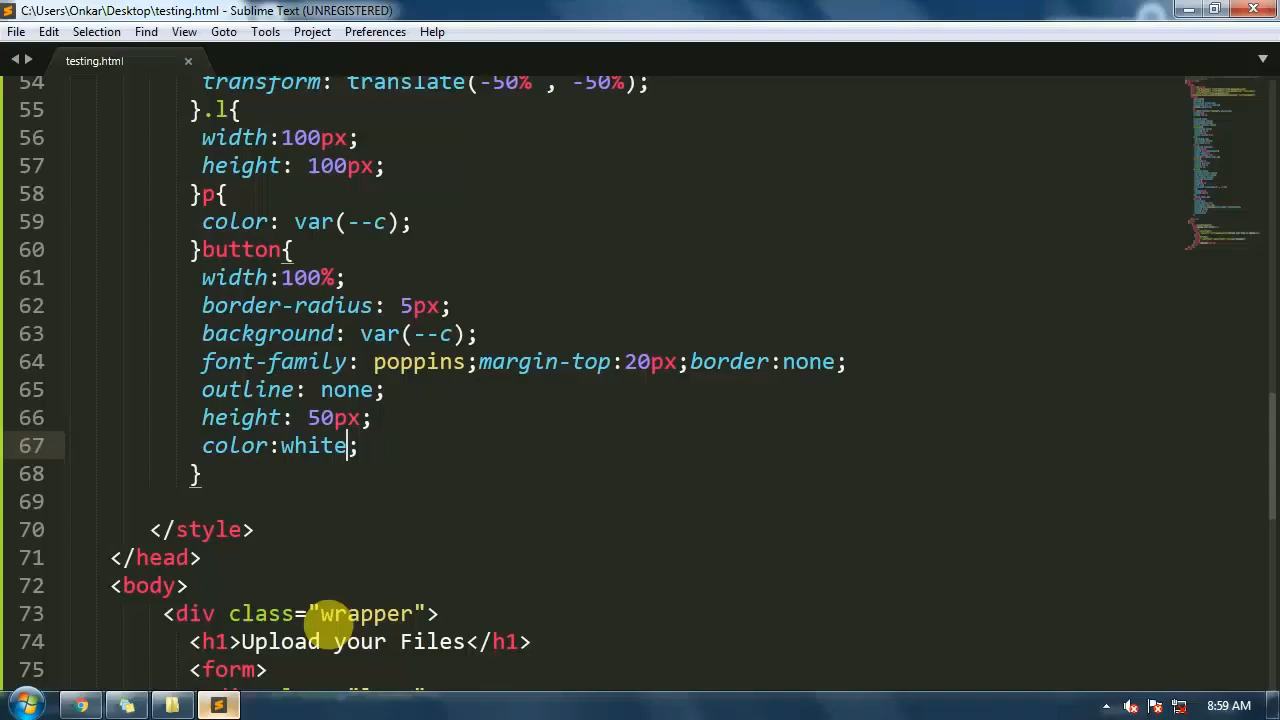 C:\Users\Onkar\Desktop\testing.html - Sublime Text (UNREGISTERED)
File Edit Selection Find View Goto Tools Project Preferences Help
testing.html
54 transform: translate(-50% , -50%);
55 }.l{
56 width:100px;
57 height: 100px;
58 }p{
59 color: var(--c);
60 }button{
61 width:100%;
62 border-radius: 5px;
63 background: var(--c);
64 font-family: poppins;margin-top:20px;border:none;
65 outline: none;
66 height: 50px;
67 color:white;
68 }
69
70 </style>
71 </head>
72 <body>
73 <div class="wrapper">
74 <h1>Upload your Files</h1>
75 <form>
8:59 AM